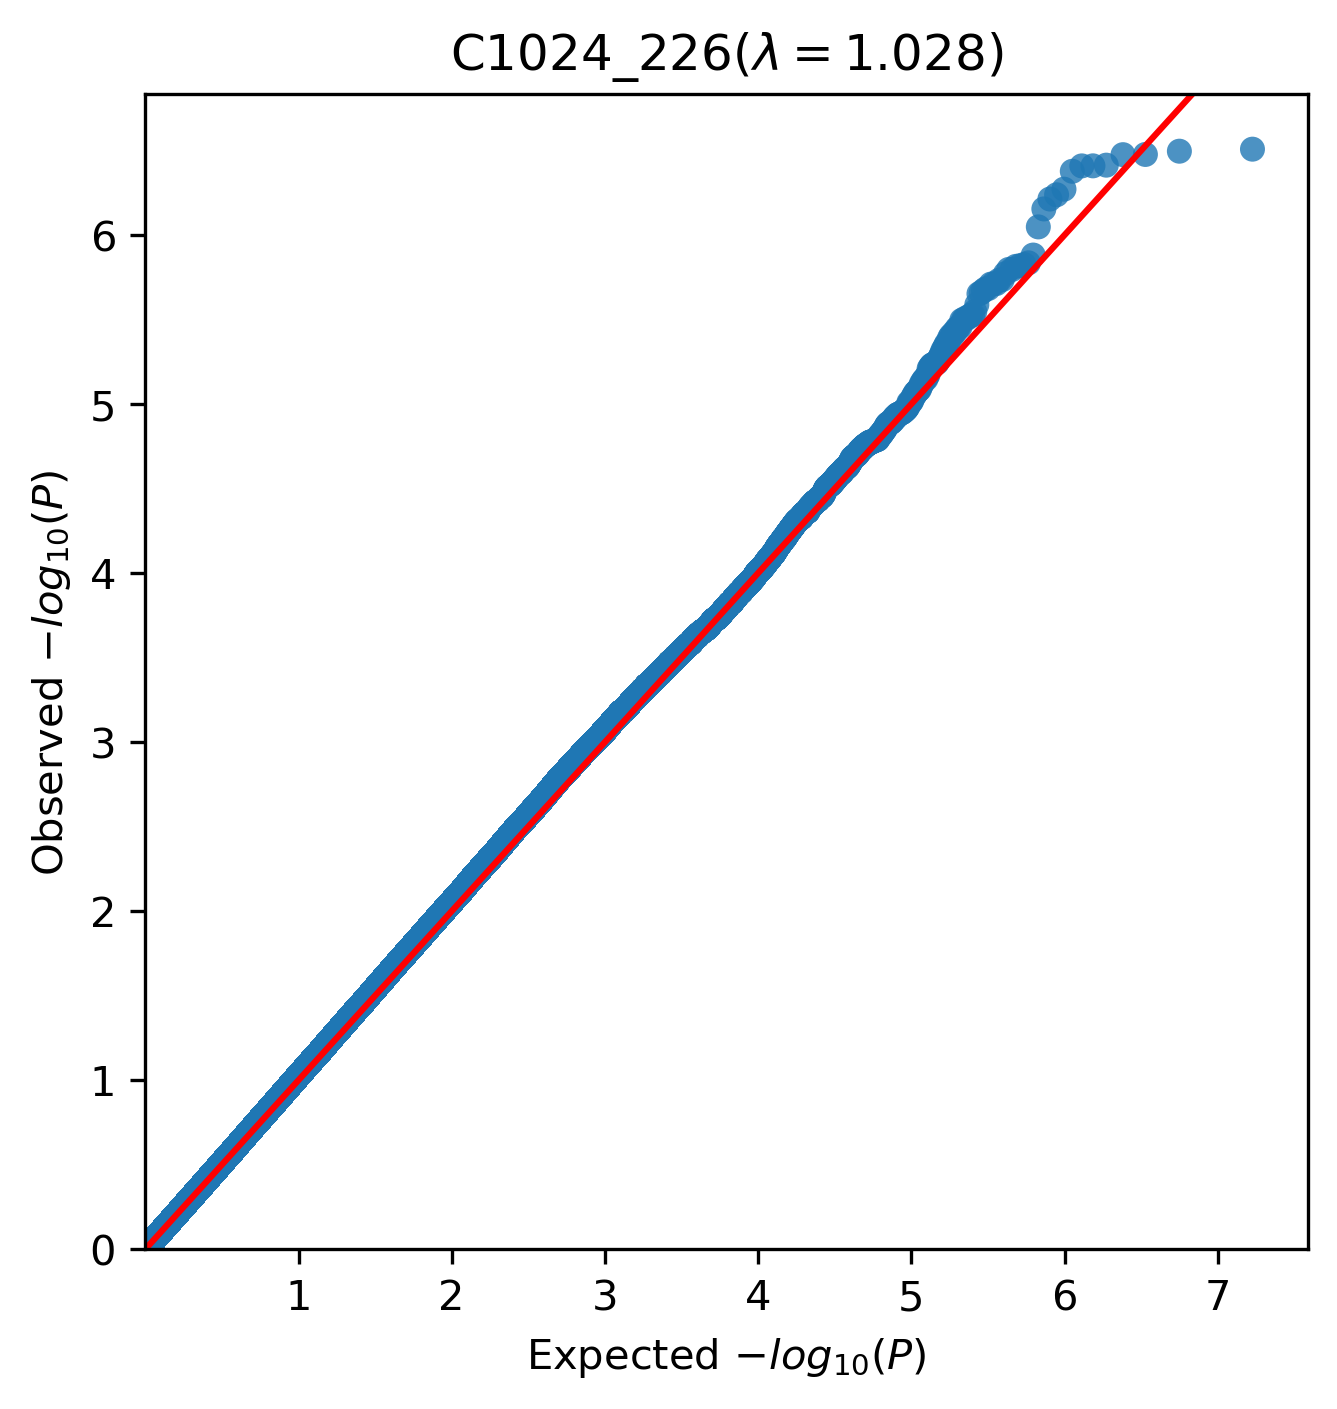 C1024_226(λ = 1.028)
Observed −log₁₀(P)
6
5
4
3
2
1
0
1 2 3 4 5 6 7
Expected −log₁₀(P)